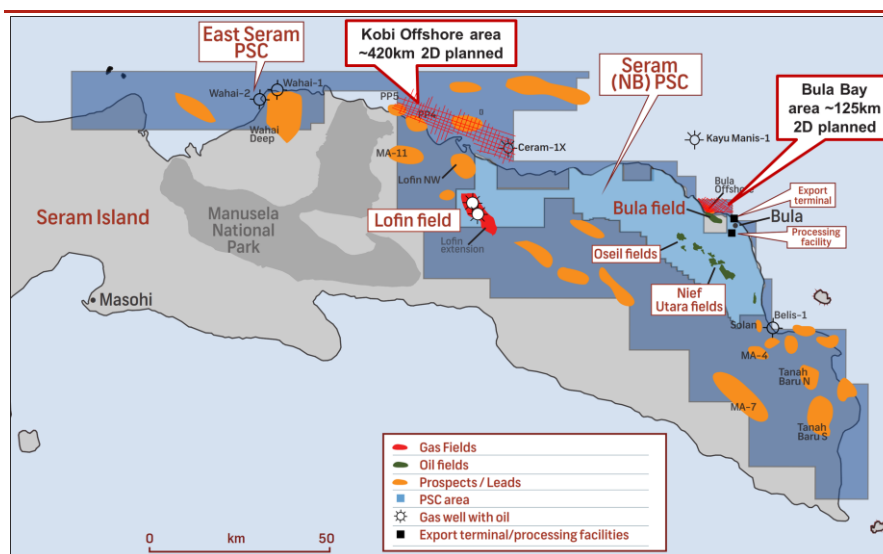 East Seram
PSC
Kobi Offshore area
~420km 2D planned
Seram
(NB) PSC
Bula Bay
area ~125km
2D planned
Wahai-2
Wahai-1
Wahai
Deep
PP5
PP4
MA-11
Lofin NW
Ceram-1X
Kayu Manis-1
Bula
Offshore
Export
terminal
Bula field
Bula
Processing
facility
Seram Island
Manusela
National
Park
Lofin field
Lofin
extension
Oseil fields
Nief
Utara fields
Masohi
Solan
Belis-1
MA-4
Tanah
Baru N
MA-7
Tanah
Baru S
Gas Fields
Oil fields
Prospects / Leads
PSC area
Gas well with oil
Export terminal/processing facilities
0 km 50